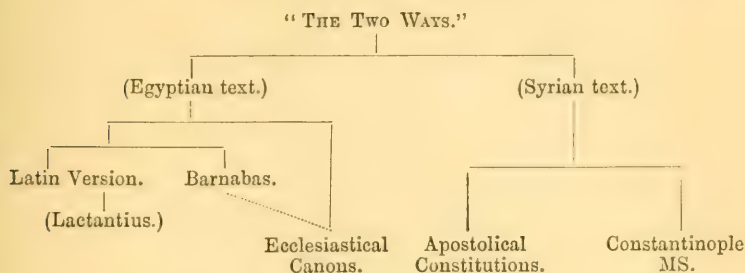 “ The Two Ways.”
(Egyptian text.) (Syrian text.)
Latin Version. Barnabas.
(Lactantius.)
Ecclesiastical Canons. Apostolical Constitutions. Constantinople MS.